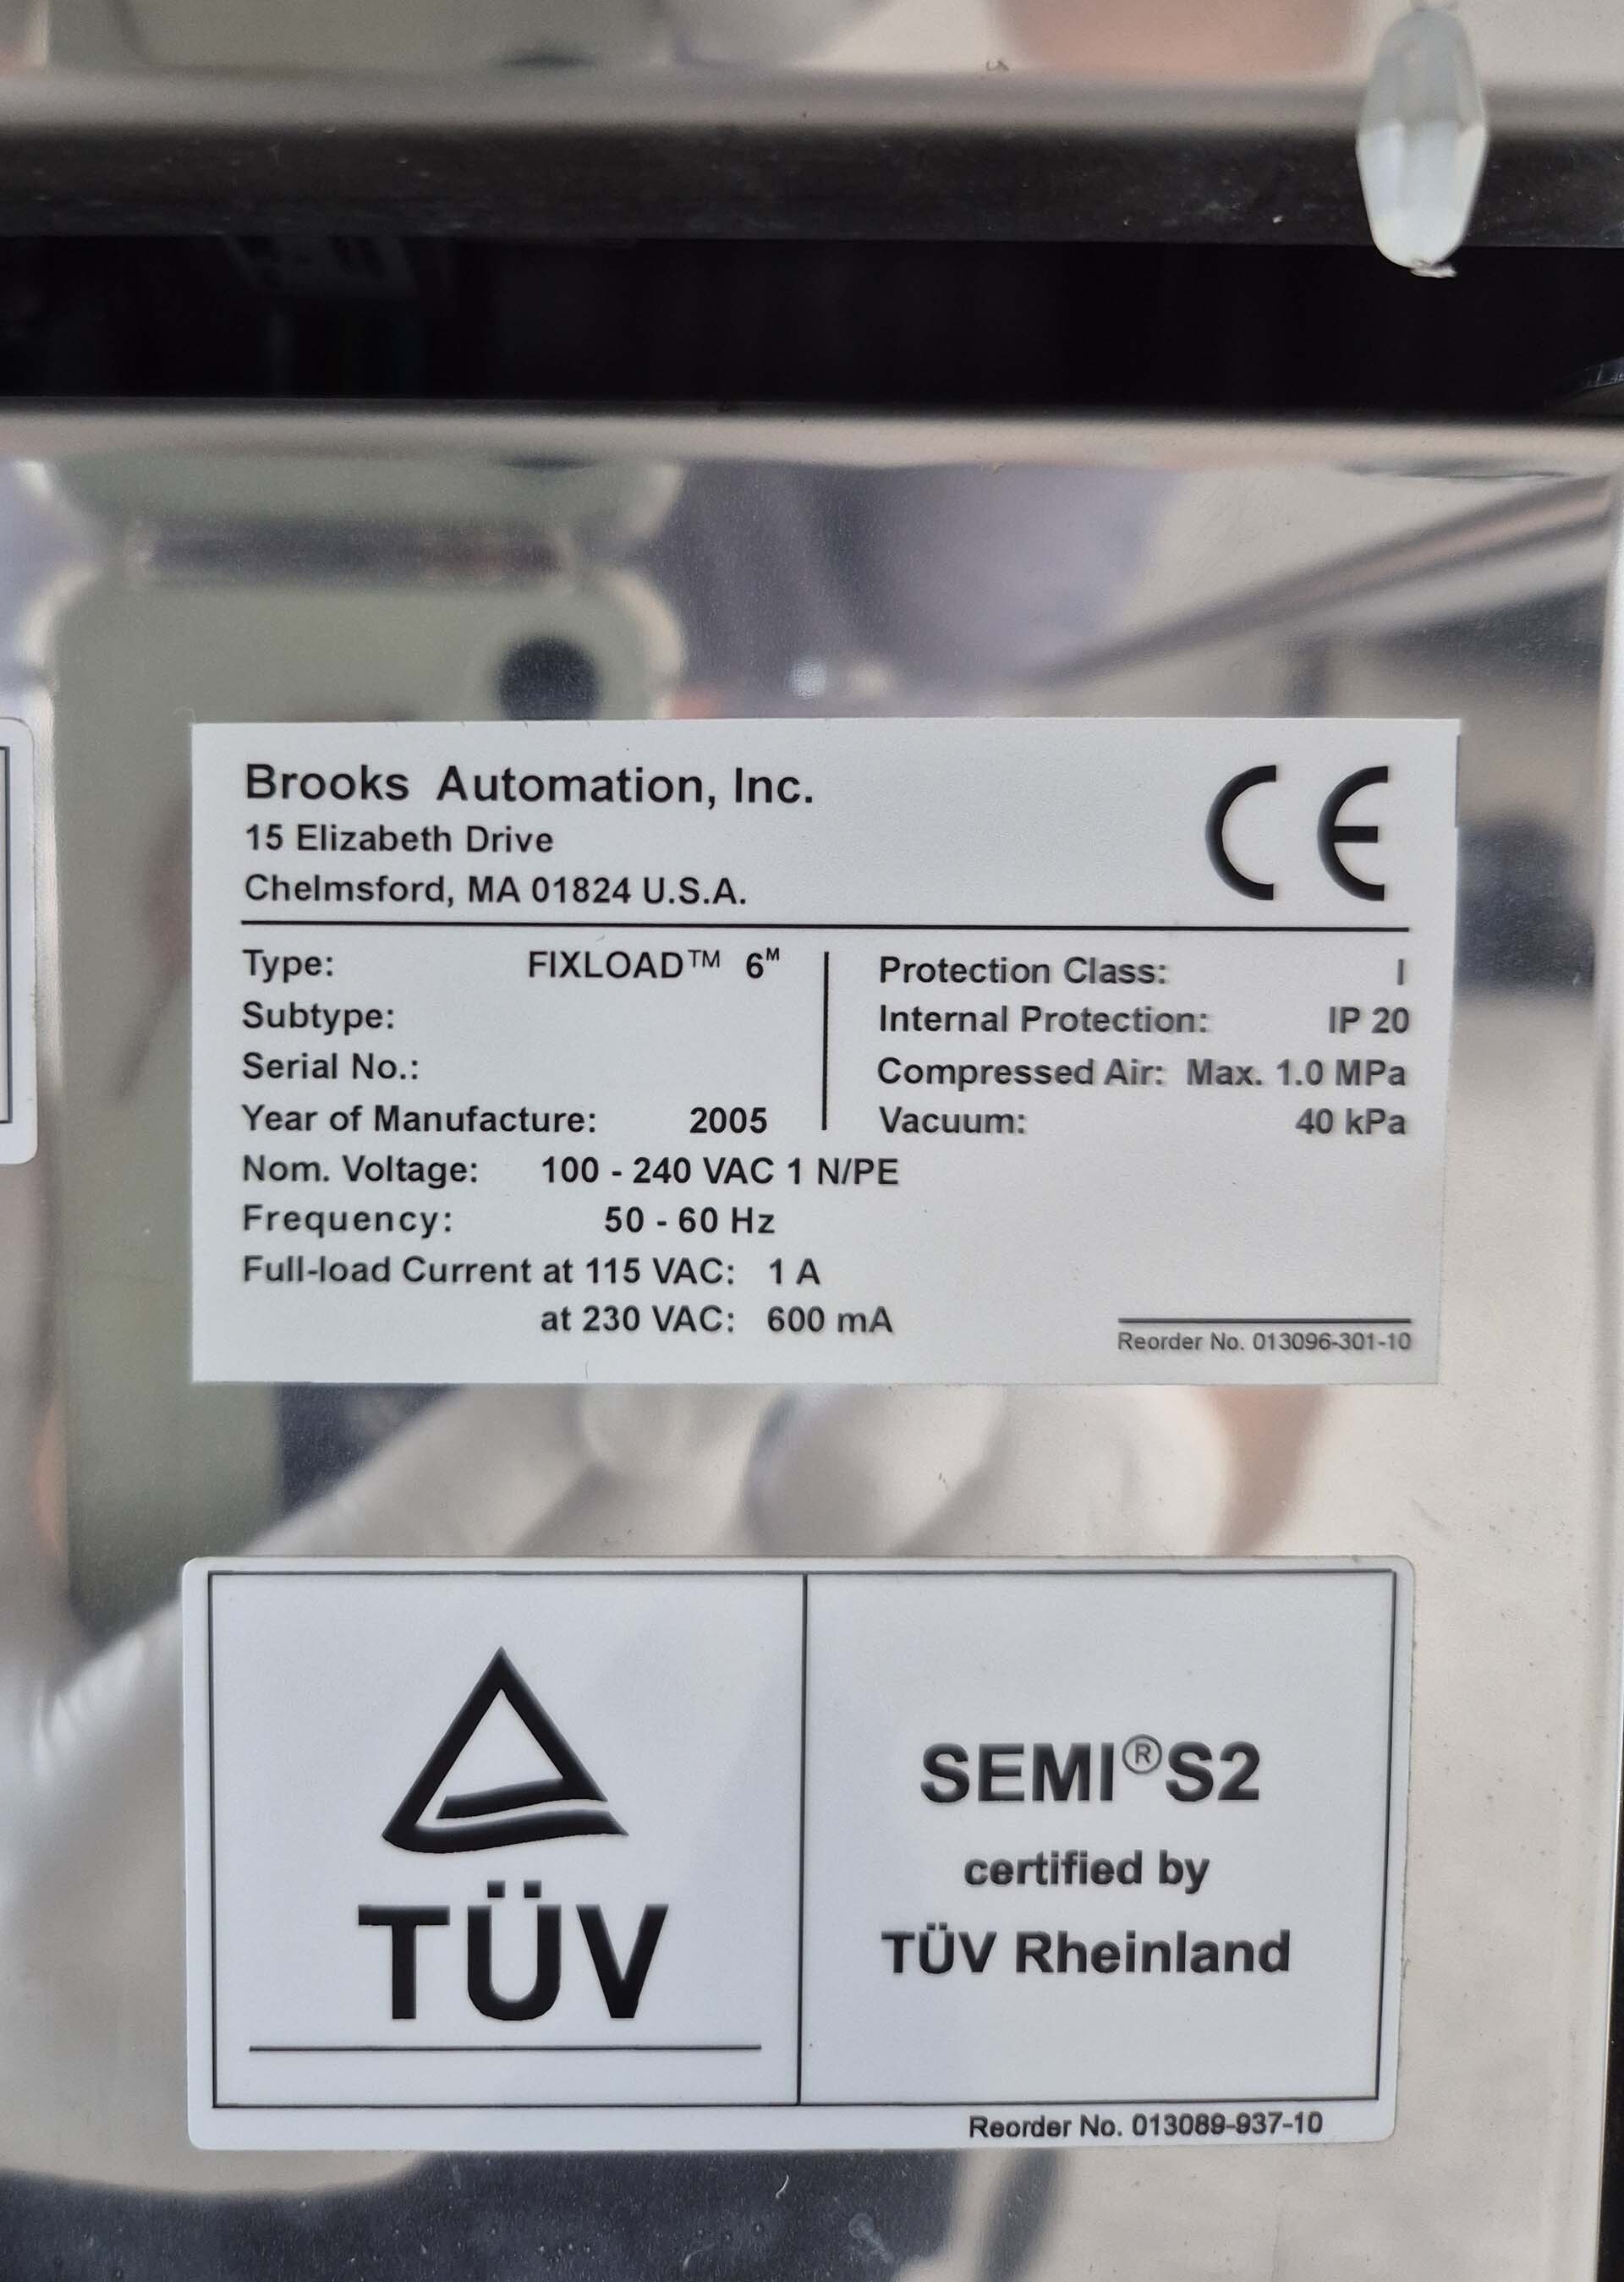 Brooks Automation, Inc.
15 Elizabeth Drive
Chelmsford, MA 01824 U.S.A.
CE
Type: FIXLOAD™ 6ᴹ
Subtype:
Serial No.:
Year of Manufacture: 2005
Protection Class: I
Internal Protection: IP 20
Compressed Air: Max. 1.0 MPa
Vacuum: 40 kPa
Nom. Voltage: 100 - 240 VAC 1 N/PE
Frequency: 50 - 60 Hz
Full-load Current at 115 VAC: 1 A
at 230 VAC: 600 mA
Reorder No. 013096-301-10
TÜV
SEMI®S2
certified by
TÜV Rheinland
Reorder No. 013089-937-10